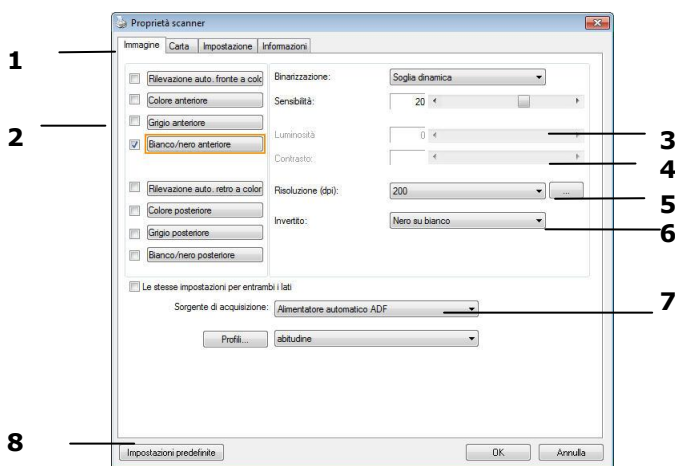 Proprietà scanner
Immagine Carta Impostazione Informazioni
1
Rilevazione auto. fronte a colo
Binarizzazione: Soglia dinamica
Colore anteriore
Sensibilità: 20
Grigio anteriore
2
Luminosità 0
3
Bianco/nero anteriore
Contrasto:
4
Rilevazione auto. retro a color
Risoluzione (dpi): 200 ...
5
Colore posteriore
Invertito: Nero su bianco
6
Grigio posteriore
Bianco/nero posteriore
Le stesse impostazioni per entrambi i lati
Sorgente di acquisizione: Alimentatore automatico ADF
7
Profili... abitudine
8
Impostazioni predefinite OK Annulla